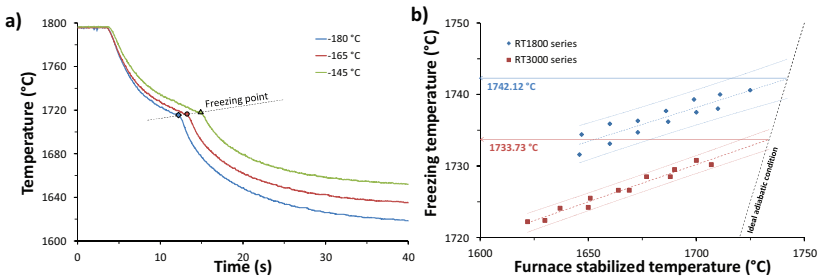 a)
Temperature (°C)
1800
1760
1720
1680
1640
1600
0
10
20
30
40
Time (s)
-180 °C
-165 °C
-145 °C
Freezing point
b)
Freezing temperature (°C)
1750
1740
1730
1720
1600
1650
1700
1750
Furnace stabilized temperature (°C)
RT1800 series
RT3000 series
1742.12 °C
1733.73 °C
Ideal adiabatic condition